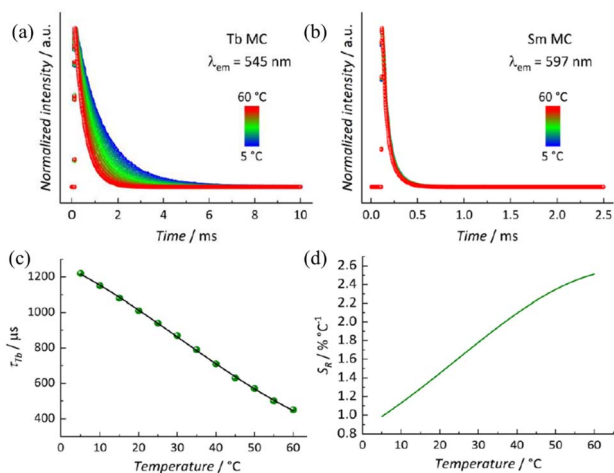 (a)
Normalized intensity / a.u.
Tb MC
λem = 545 nm
60 °C
5 °C
0 2 4 6 8 10
Time / ms
(b)
Normalized intensity / a.u.
Sm MC
λem = 597 nm
60 °C
5 °C
0.0 0.5 1.0 1.5 2.0 2.5
Time / ms
(c)
τTb / μs
1200
1000
800
600
400
0 10 20 30 40 50 60
Temperature / °C
(d)
SR / % °C⁻¹
2.6
2.4
2.2
2.0
1.8
1.6
1.4
1.2
1.0
0.8
0 10 20 30 40 50 60
Temperature / °C